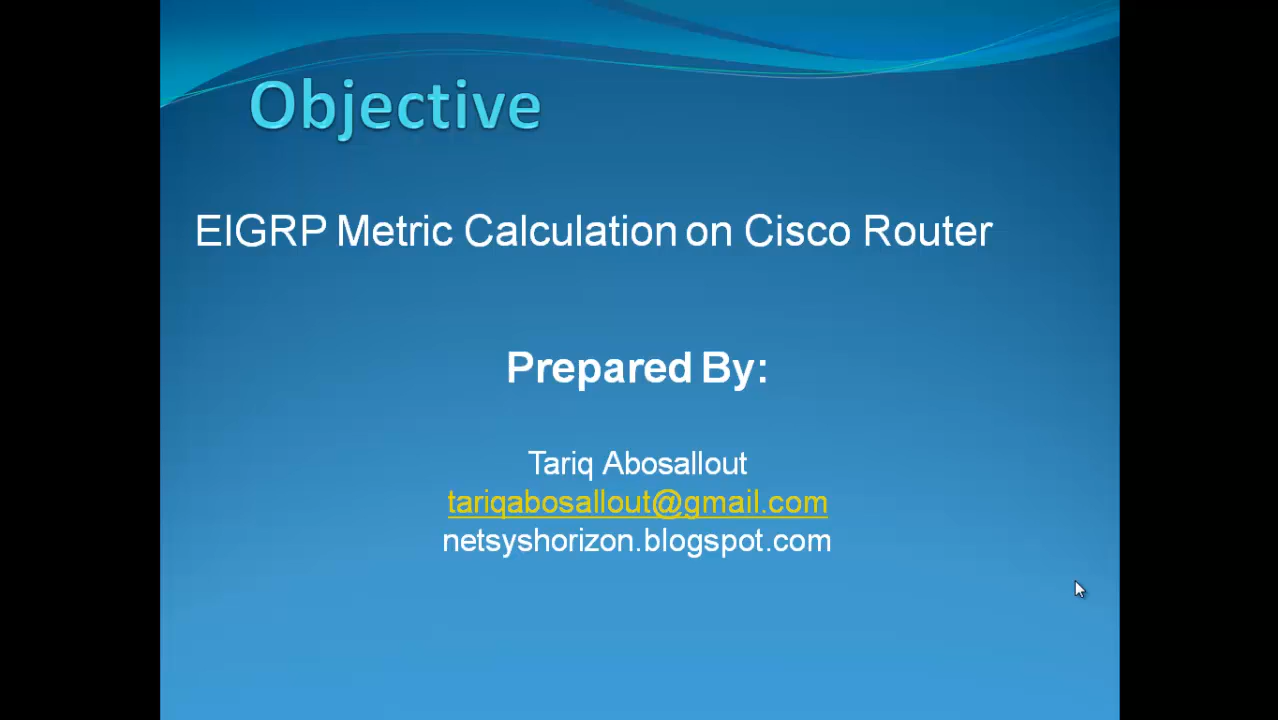 Objective
EIGRP Metric Calculation on Cisco Router
Prepared By:
Tariq Abosallout
tariqabosallout@gmail.com
netsyshorizon.blogspot.com